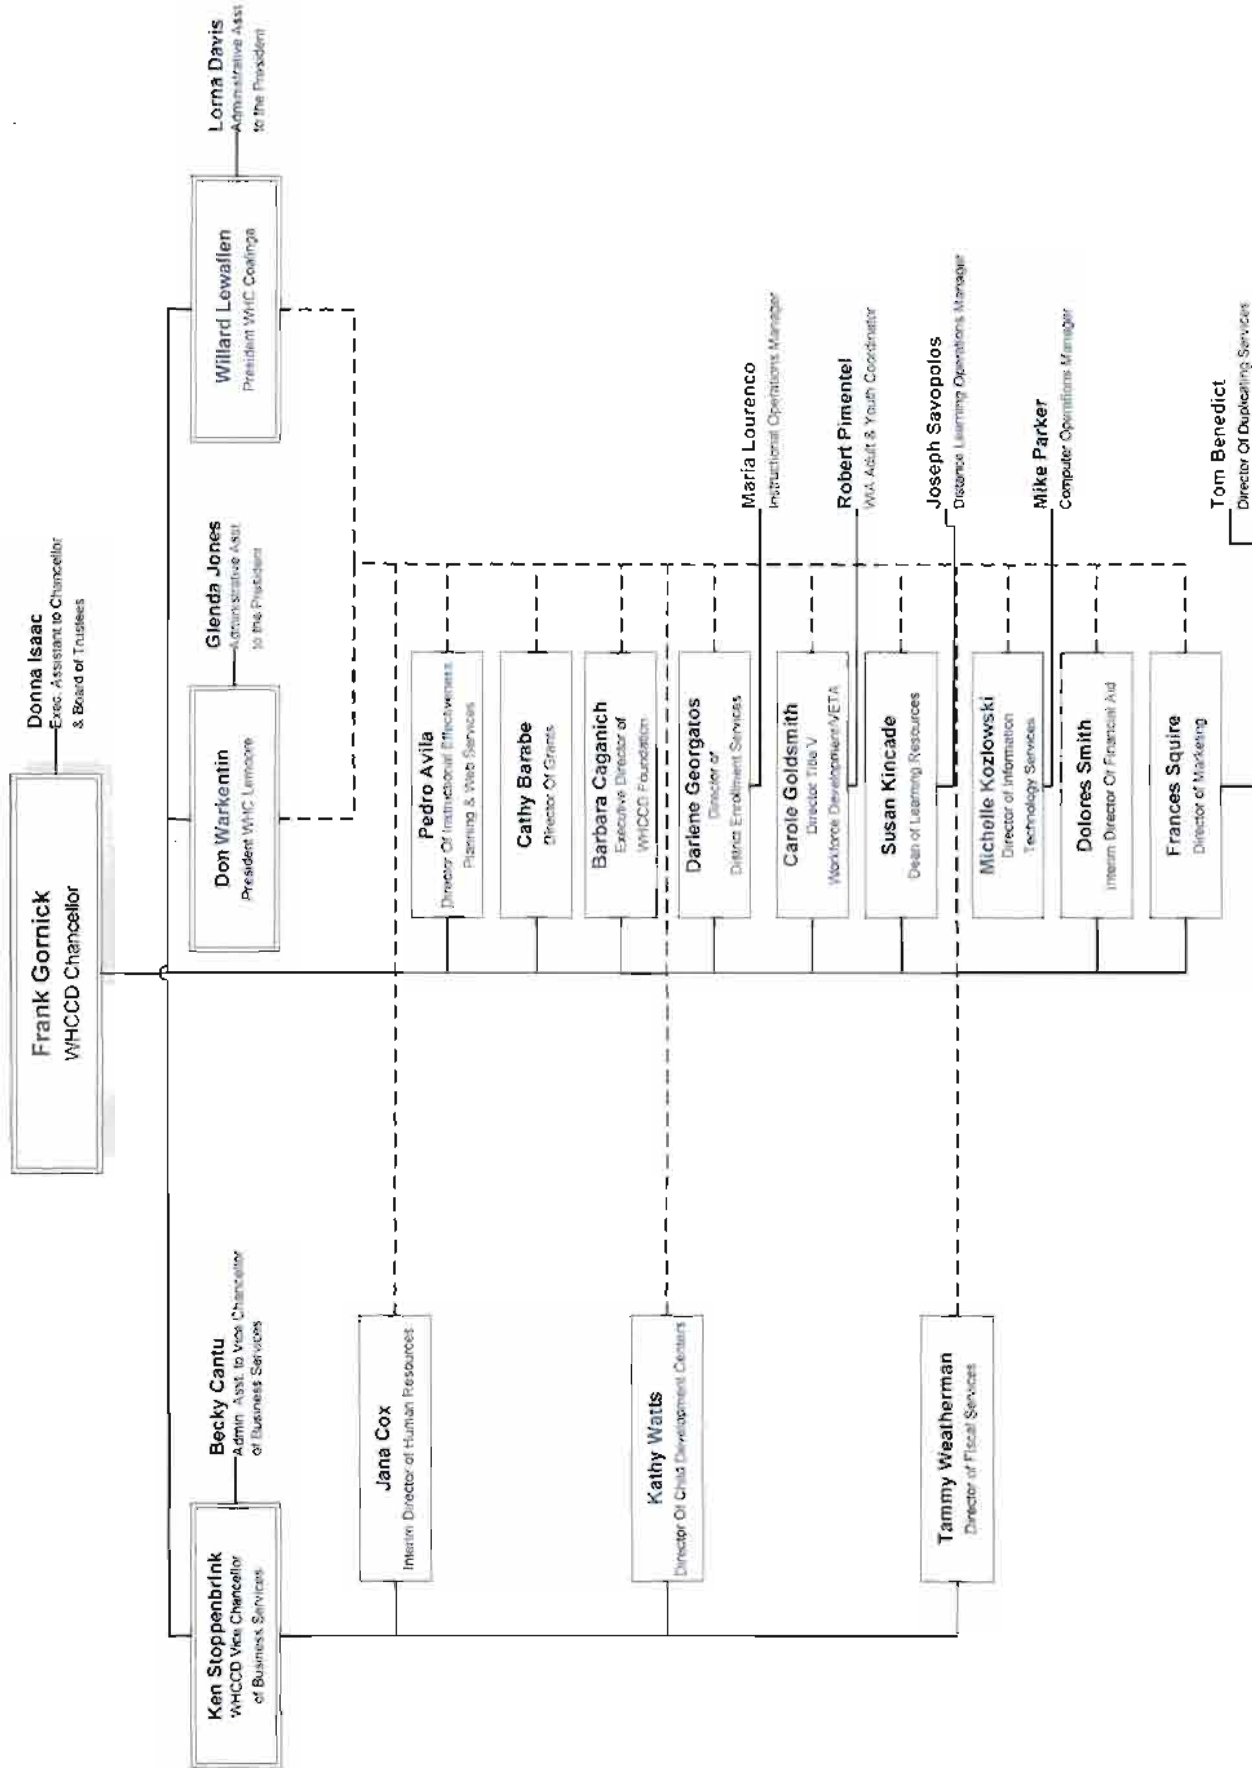 Frank Gornick
WHCCD Chancellor
Donna Isaac
Exec. Assistant to Chancellor
& Board of Trustees
Ken Stoppenbrink
WHCCD Vice Chancellor
of Business Services
Becky Cantu
Admin. Asst. to Vice Chancellor
of Business Services
Don Warkentin
President WHC Lemoore
Glenda Jones
Administrative Asst.
to the President
Willard Lewallen
President WHC Coalinga
Lorna Davis
Administrative Asst
to the President
Jana Cox
Interim Director of Human Resources
Kathy Watts
Director Of Child Development Centers
Tammy Weatherman
Director of Fiscal Services
Pedro Avila
Director Of Instructional Effectiveness
Planning & Web Services
Cathy Barabe
Director Of Grants
Barbara Caganich
Executive Director of
WHCCD Foundation
Darlene Georgatos
Director of
District Enrollment Services
Maria Lourenco
Instructional Operations Manager
Carole Goldsmith
Director Title V
Workforce Development/VETA
Robert Pimentel
WIA Adult & Youth Coordinator
Susan Kincade
Dean of Learning Resources
Joseph Savopolos
Distance Learning Operations Manager
Michelle Kozlowski
Director of Information
Technology Services
Mike Parker
Computer Operations Manager
Dolores Smith
Interim Director Of Financial Aid
Frances Squire
Director of Marketing
Tom Benedict
Director Of Duplicating Services